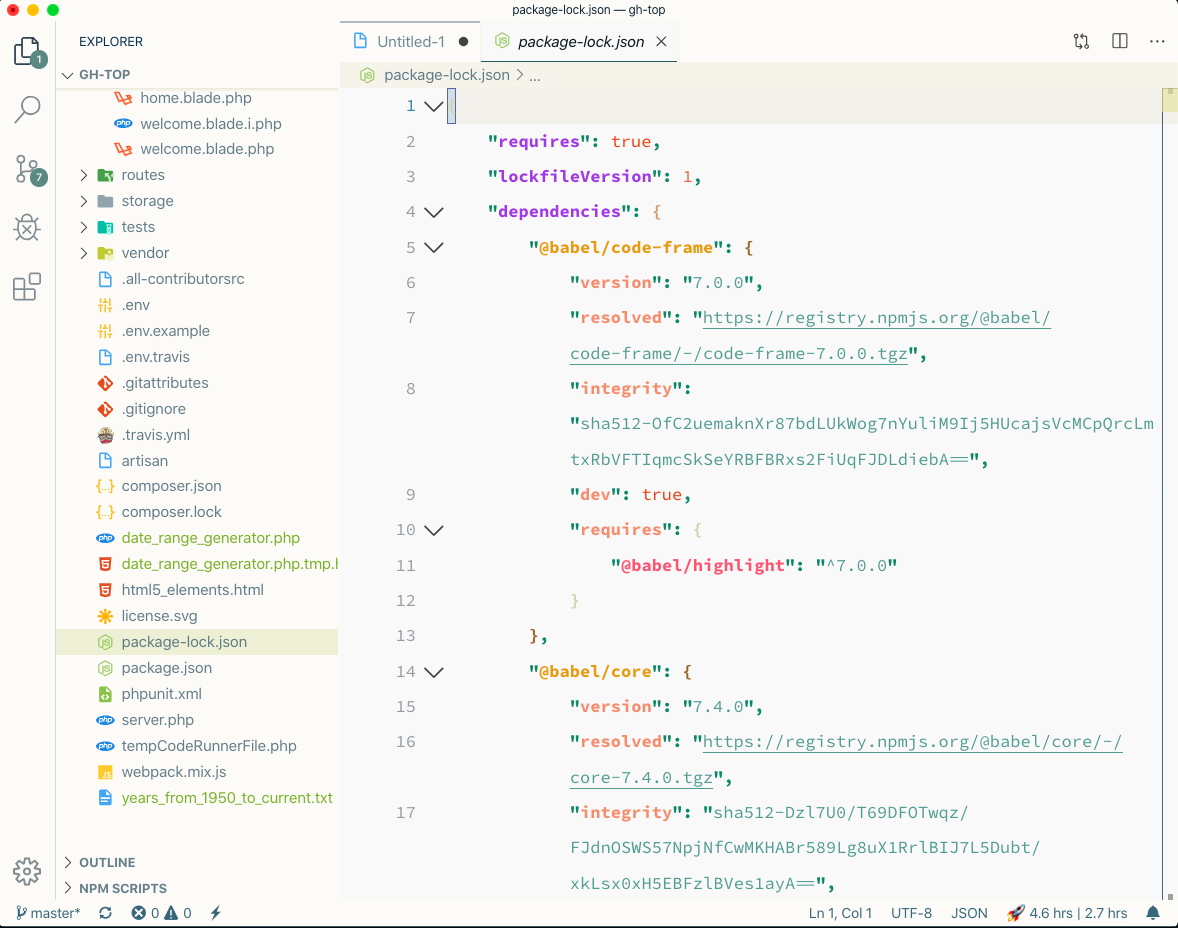 package-lock.json — gh-top
EXPLORER
GH-TOP
home.blade.php
welcome.blade.i.php
welcome.blade.php
routes
storage
tests
vendor
.all-contributorsrc
.env
.env.example
.env.travis
.gitattributes
.gitignore
.travis.yml
artisan
composer.json
composer.lock
date_range_generator.php
date_range_generator.php.tmp.h
html5_elements.html
license.svg
package-lock.json
package.json
phpunit.xml
server.php
tempCodeRunnerFile.php
webpack.mix.js
years_from_1950_to_current.txt
OUTLINE
NPM SCRIPTS
1
7
Untitled-1
package-lock.json
package-lock.json > ...
1 {
2 "requires": true,
3 "lockfileVersion": 1,
4 "dependencies": {
5 "@babel/code-frame": {
6 "version": "7.0.0",
7 "resolved": "https://registry.npmjs.org/@babel/
code-frame/-/code-frame-7.0.0.tgz",
8 "integrity":
"sha512-OfC2uemaknXr87bdLUkWog7nYuliM9Ij5HUcajsVcMCpQrcLm
txRbVFTIqmcSkSeYRBFBRxs2FiUqFJDLdiebA==",
9 "dev": true,
10 "requires": {
11 "@babel/highlight": "^7.0.0"
12 }
13 },
14 "@babel/core": {
15 "version": "7.4.0",
16 "resolved": "https://registry.npmjs.org/@babel/core/-/
core-7.4.0.tgz",
17 "integrity": "sha512-Dzl7U0/T69DFOTwqz/
FJdnOSWS57NpjNfCwMKHABr589Lg8uX1RrlBIJ7L5Dubt/
xkLsx0xH5EBFzlBVes1ayA==",
master* 0 0 Ln 1, Col 1 UTF-8 JSON 🚀 4.6 hrs | 2.7 hrs